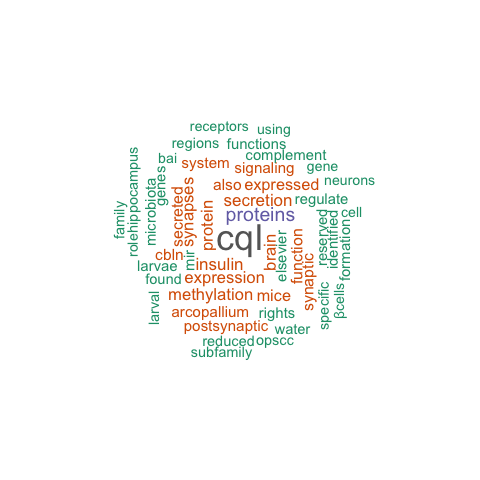 receptors
using
regions
functions
bai
system
complement
signaling
gene
hippocampus
genes
microbiota
also
expressed
neurons
family
role
secreted
synapses
protein
secretion
regulate
proteins
cell
cql
reserved
identified
formation
cbln
mir
insulin
brain
elsevier
function
synaptic
larvae
found
expression
specific
βcells
larval
methylation
mice
arcopallium
rights
postsynaptic
water
reduced
opscc
subfamily